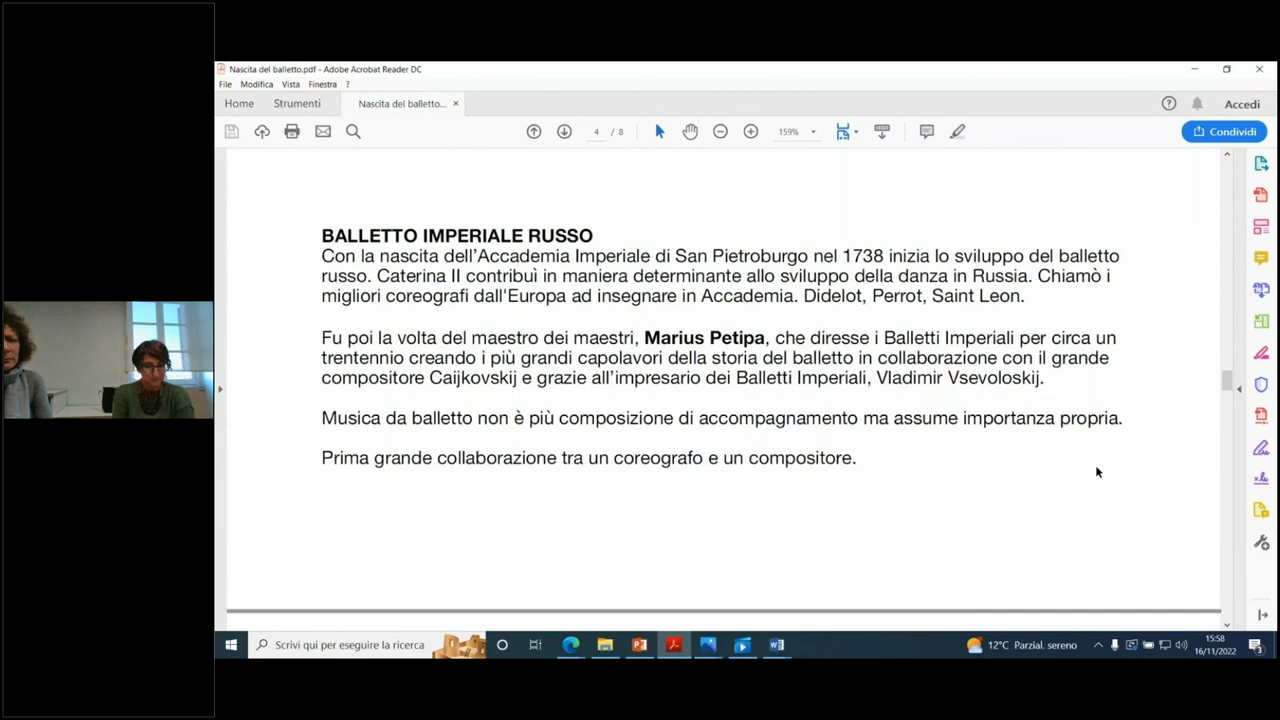 Nascita del balletto.pdf - Adobe Acrobat Reader DC
File Modifica Vista Finestra ?
Home Strumenti Nascita del balletto... × Accedi
4 / 8 159% Condividi
BALLETTO IMPERIALE RUSSO
Con la nascita dell'Accademia Imperiale di San Pietroburgo nel 1738 inizia lo sviluppo del balletto
russo. Caterina II contribuì in maniera determinante allo sviluppo della danza in Russia. Chiamò i
migliori coreografi dall'Europa ad insegnare in Accademia. Didelot, Perrot, Saint Leon.
Fu poi la volta del maestro dei maestri, Marius Petipa, che diresse i Balletti Imperiali per circa un
trentennio creando i più grandi capolavori della storia del balletto in collaborazione con il grande
compositore Caijkovskij e grazie all'impresario dei Balletti Imperiali, Vladimir Vsevoloskij.
Musica da balletto non è più composizione di accompagnamento ma assume importanza propria.
Prima grande collaborazione tra un coreografo e un compositore.
Scrivi qui per eseguire la ricerca 12°C Parzial. sereno 15:58
16/11/2022 3